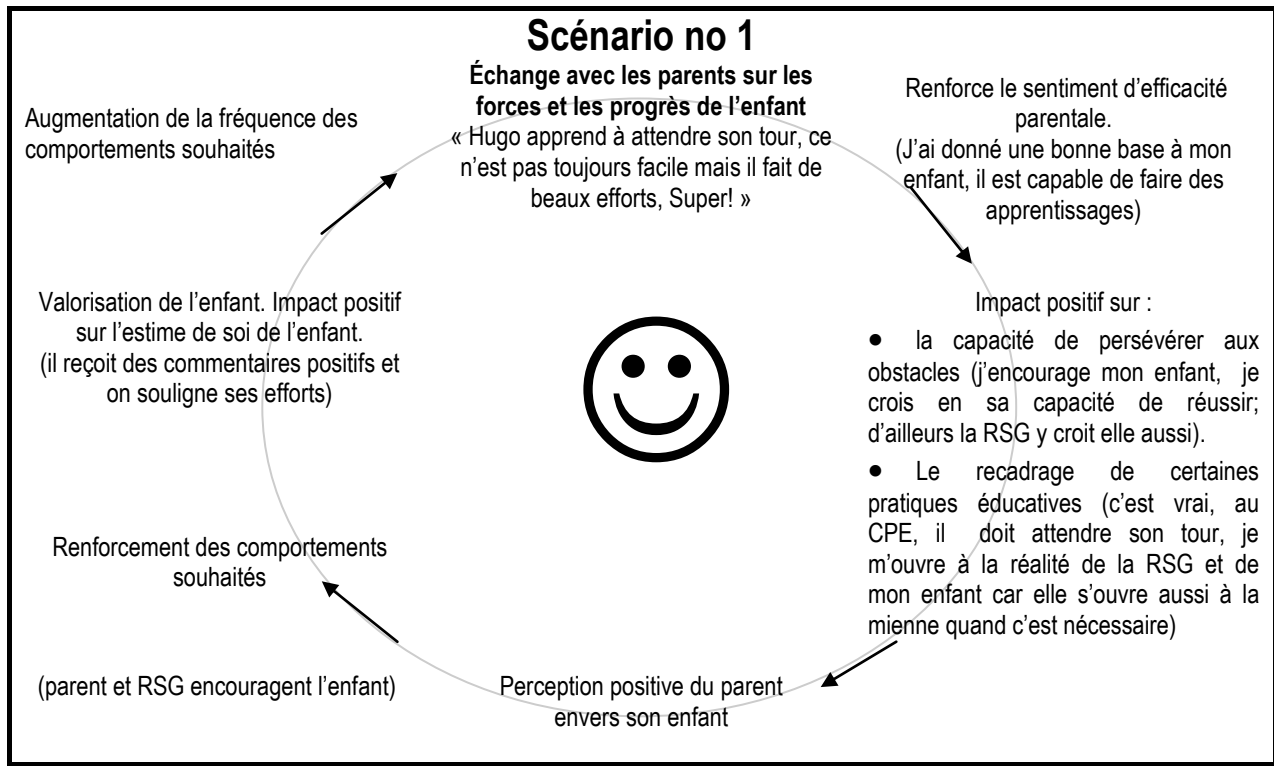 Scénario no 1
Échange avec les parents sur les
forces et les progrès de l’enfant
« Hugo apprend à attendre son tour, ce
n’est pas toujours facile mais il fait de
beaux efforts, Super! »
Renforce le sentiment d’efficacité
parentale.
(J’ai donné une bonne base à mon
enfant, il est capable de faire des
apprentissages)
Impact positif sur :
• la capacité de persévérer aux
obstacles (j’encourage mon enfant, je
crois en sa capacité de réussir;
d’ailleurs la RSG y croit elle aussi).
• Le recadrage de certaines
pratiques éducatives (c’est vrai, au
CPE, il doit attendre son tour, je
m’ouvre à la réalité de la RSG et de
mon enfant car elle s’ouvre aussi à la
mienne quand c’est nécessaire)
Perception positive du parent
envers son enfant
Renforcement des comportements
souhaités
(parent et RSG encouragent l’enfant)
Valorisation de l’enfant. Impact positif
sur l’estime de soi de l’enfant.
(il reçoit des commentaires positifs et
on souligne ses efforts)
Augmentation de la fréquence des
comportements souhaités